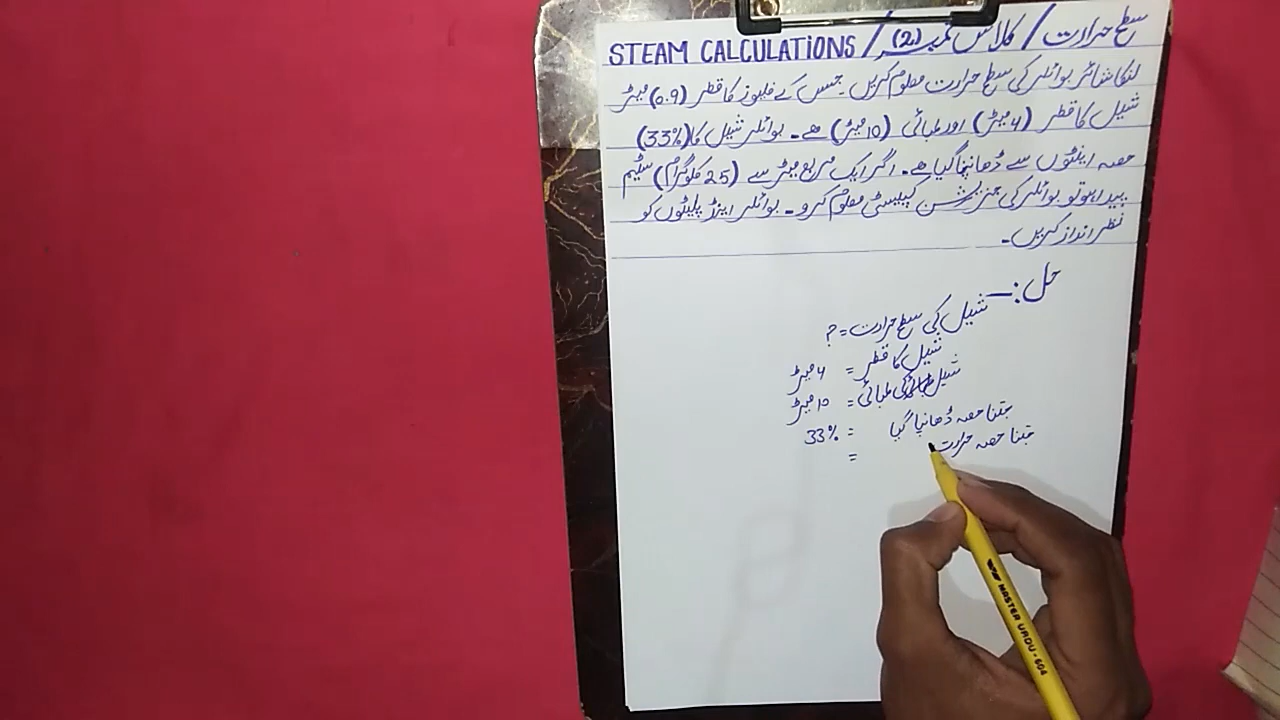 سطح حرارت / کلاس نمبر (2) / STEAM CALCULATIONS
لنکا شائر بوائلر کی سطح حرارت معلوم کریں۔ جس کے فلیوز کا قطر (0.9) میٹر
شیل کا قطر (4 میٹر) اور لمبائی (10 میٹر) ہے۔ بوائلر شیل کا (33%)
حصہ اینٹوں سے ڈھانپا گیا ہے۔ اگر ایک مربع میٹر سے (25 کلوگرام) سٹیم
پیدا ہو تو بوائلر کی جنریشن کپیسٹی معلوم کرو۔ بوائلر اینڈ پلیٹوں کو
نظر انداز کریں۔
حل :-
شیل کی سطح حرارت = ?
شیل کا قطر = 4 میٹر
شیل کی لمبائی = 10 میٹر
جتنا حصہ ڈھانپا گیا = 33%
جتنا حصہ حرارت =
MASTER URDU-604